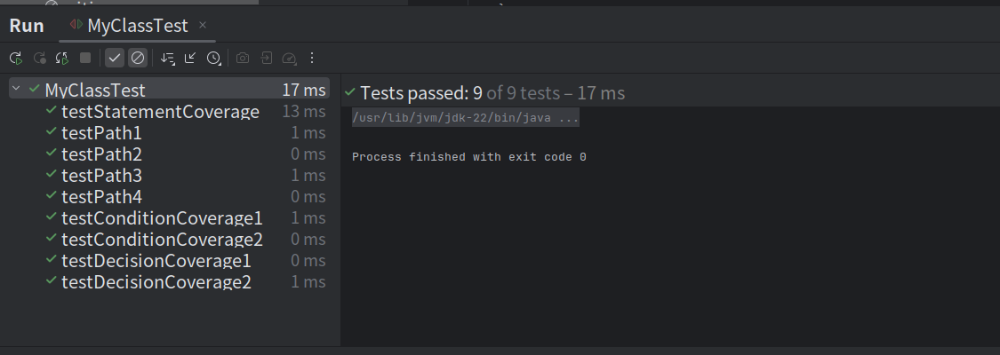 Run MyClassTest
MyClassTest 17 ms
testStatementCoverage 13 ms
testPath1 1 ms
testPath2 0 ms
testPath3 1 ms
testPath4 0 ms
testConditionCoverage1 1 ms
testConditionCoverage2 0 ms
testDecisionCoverage1 0 ms
testDecisionCoverage2 1 ms
Tests passed: 9 of 9 tests – 17 ms
/usr/lib/jvm/jdk-22/bin/java ...
Process finished with exit code 0